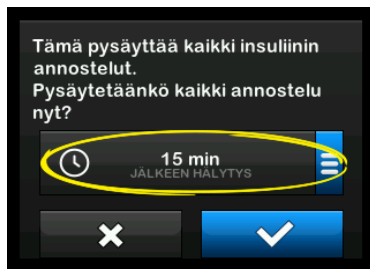 Tämä pysäyttää kaikki insuliinin
annostelut.
Pysäytetäänkö kaikki annostelu
nyt?
15 min
JÄLKEEN HÄLYTYS